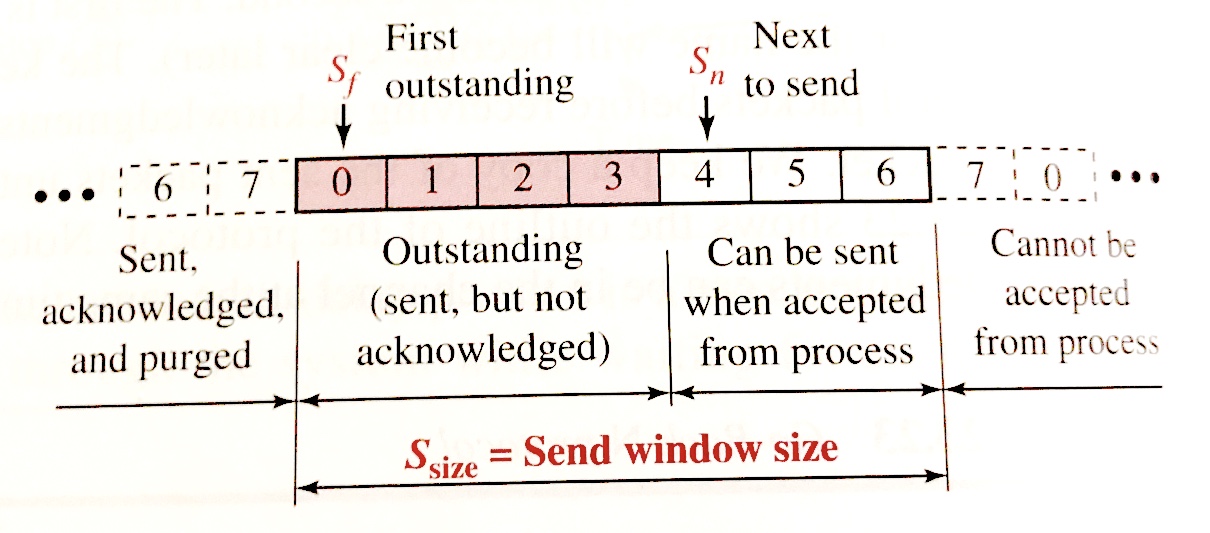 First
S_f outstanding
Next
S_n to send
••• 6 7 0 1 2 3 4 5 6 7 0 •••
Sent,
acknowledged,
and purged
Outstanding
(sent, but not
acknowledged)
Can be sent
when accepted
from process
Cannot be
accepted
from process
S_size = Send window size